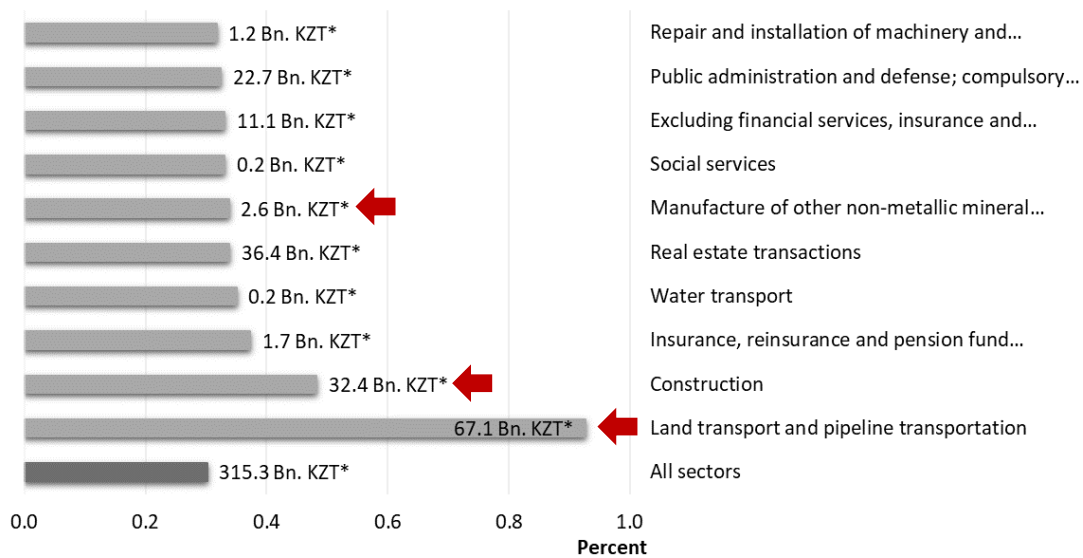 1.2 Bn. KZT* Repair and installation of machinery and...
22.7 Bn. KZT* Public administration and defense; compulsory...
11.1 Bn. KZT* Excluding financial services, insurance and...
0.2 Bn. KZT* Social services
2.6 Bn. KZT* Manufacture of other non-metallic mineral...
36.4 Bn. KZT* Real estate transactions
0.2 Bn. KZT* Water transport
1.7 Bn. KZT* Insurance, reinsurance and pension fund...
32.4 Bn. KZT* Construction
67.1 Bn. KZT* Land transport and pipeline transportation
315.3 Bn. KZT* All sectors
0.0 0.2 0.4 0.6 0.8 1.0
Percent